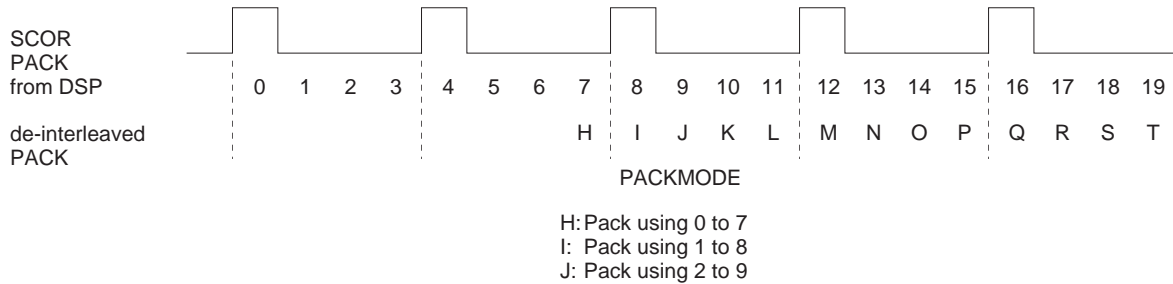 SCOR
PACK
from DSP 0 1 2 3 4 5 6 7 8 9 10 11 12 13 14 15 16 17 18 19
de-interleaved H I J K L M N O P Q R S T
PACK
PACKMODE
H: Pack using 0 to 7
I: Pack using 1 to 8
J: Pack using 2 to 9